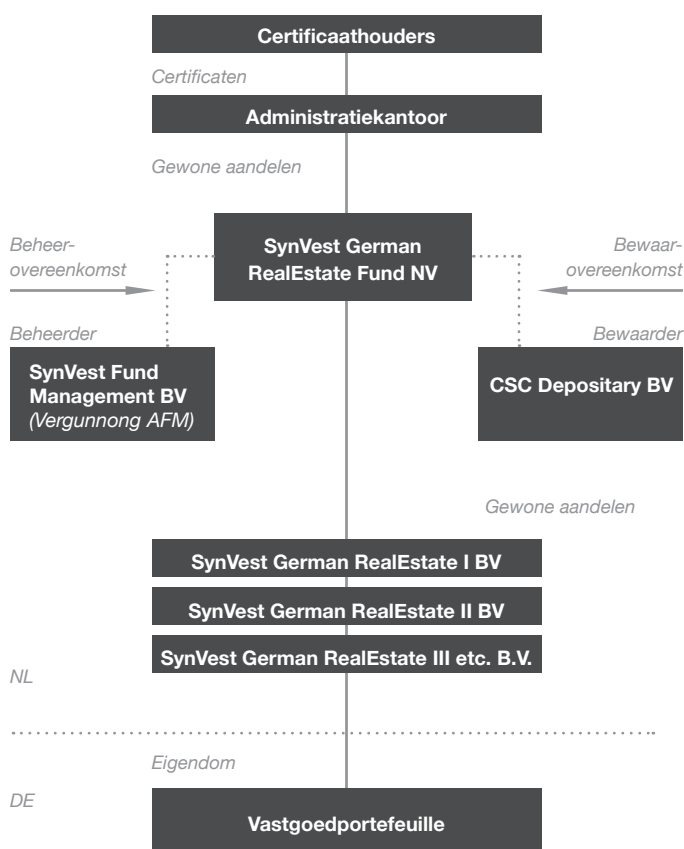 Certificaathouders
Certificaten
Administratiekantoor
Gewone aandelen
SynVest German
RealEstate Fund NV
Beheer-
overeenkomst
Bewaar-
overeenkomst
Beheerder
SynVest Fund
Management BV
(Vergunnong AFM)
Bewaarder
CSC Depositary BV
Gewone aandelen
SynVest German RealEstate I BV
SynVest German RealEstate II BV
SynVest German RealEstate III etc. B.V.
NL
Eigendom
DE
Vastgoedportefeuille